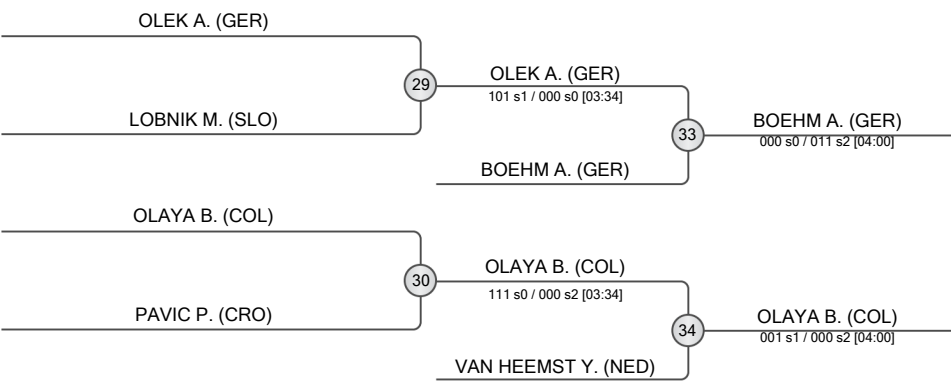 OLEK A. (GER)
29
LOBNIK M. (SLO)
OLEK A. (GER)
101 s1 / 000 s0 [03:34]
33
BOEHM A. (GER)
BOEHM A. (GER)
000 s0 / 011 s2 [04:00]
OLAYA B. (COL)
30
PAVIC P. (CRO)
OLAYA B. (COL)
111 s0 / 000 s2 [03:34]
34
VAN HEEMST Y. (NED)
OLAYA B. (COL)
001 s1 / 000 s2 [04:00]